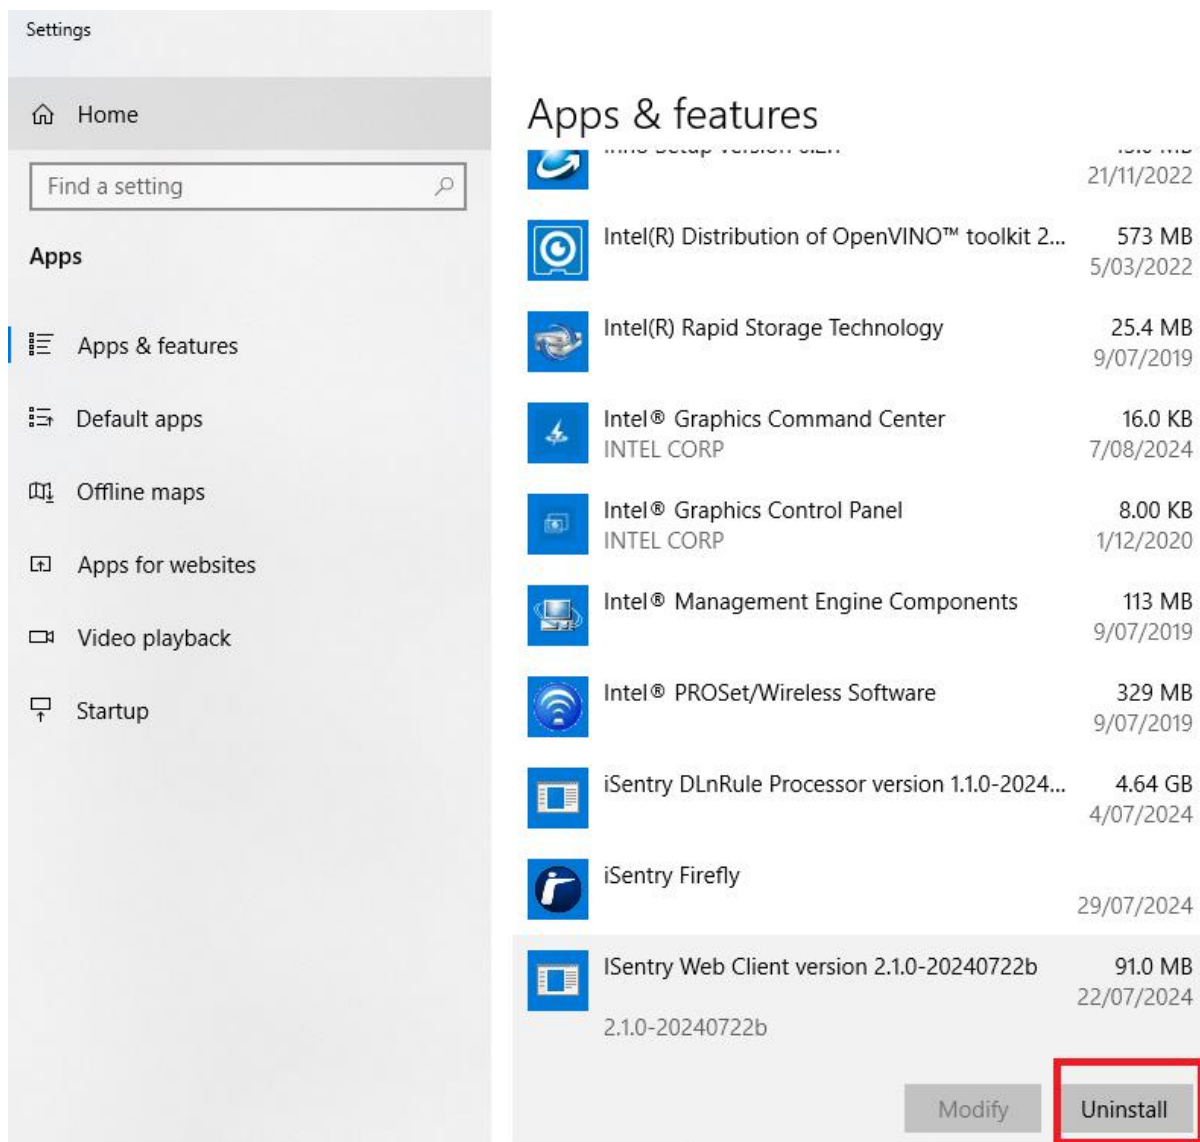 Settings
Home
Find a setting
Apps
Apps & features
Default apps
Offline maps
Apps for websites
Video playback
Startup
Apps & features
21/11/2022
Intel(R) Distribution of OpenVINO™ toolkit 2... 573 MB
5/03/2022
Intel(R) Rapid Storage Technology 25.4 MB
9/07/2019
Intel® Graphics Command Center 16.0 KB
INTEL CORP 7/08/2024
Intel® Graphics Control Panel 8.00 KB
INTEL CORP 1/12/2020
Intel® Management Engine Components 113 MB
9/07/2019
Intel® PROSet/Wireless Software 329 MB
9/07/2019
iSentry DLnRule Processor version 1.1.0-2024... 4.64 GB
4/07/2024
iSentry Firefly
29/07/2024
ISentry Web Client version 2.1.0-20240722b 91.0 MB
22/07/2024
2.1.0-20240722b
Modify Uninstall